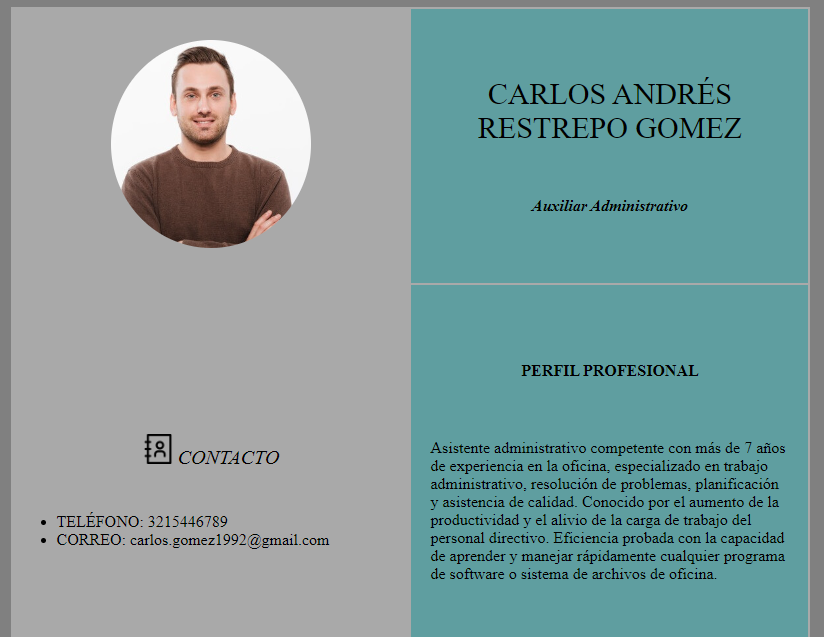 CARLOS ANDRÉS
RESTREPO GOMEZ
Auxiliar Administrativo
CONTACTO
TELÉFONO: 3215446789
CORREO: carlos.gomez1992@gmail.com
PERFIL PROFESIONAL
Asistente administrativo competente con más de 7 años
de experiencia en la oficina, especializado en trabajo
administrativo, resolución de problemas, planificación
y asistencia de calidad. Conocido por el aumento de la
productividad y el alivio de la carga de trabajo del
personal directivo. Eficiencia probada con la capacidad
de aprender y manejar rápidamente cualquier programa
de software o sistema de archivos de oficina.